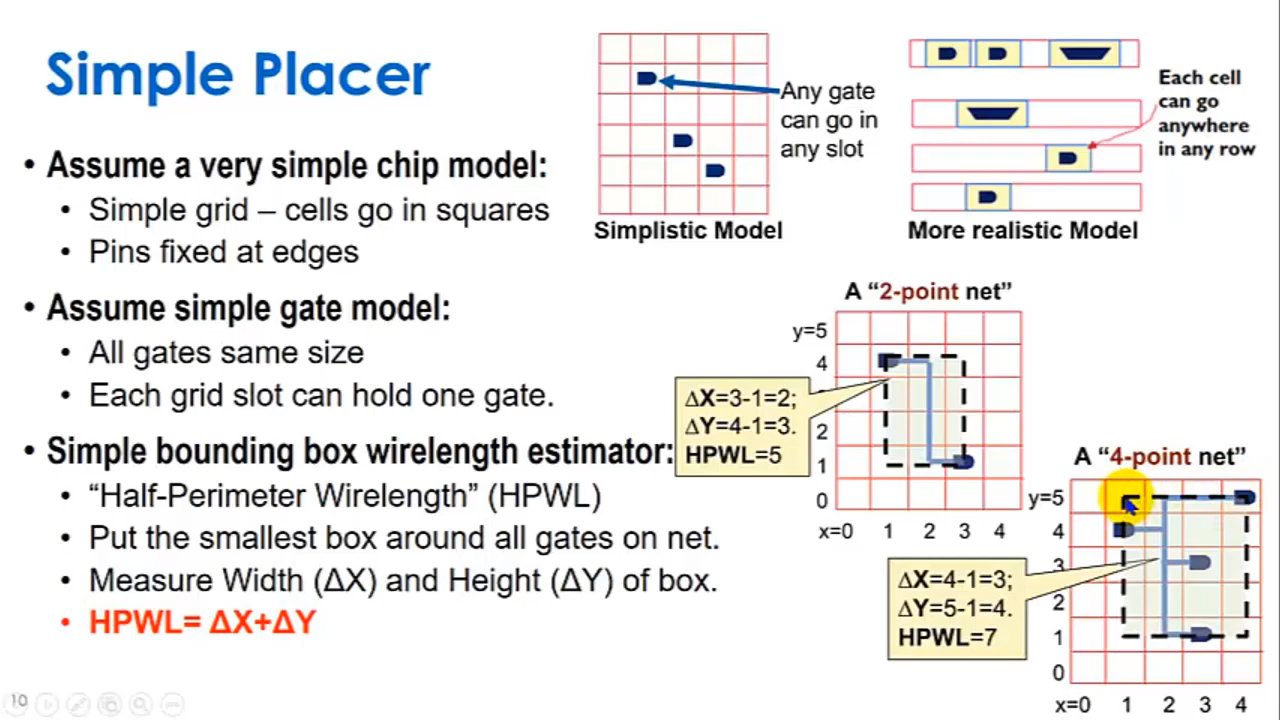 Simple Placer
• Assume a very simple chip model:
• Simple grid – cells go in squares
• Pins fixed at edges
• Assume simple gate model:
• All gates same size
• Each grid slot can hold one gate.
• Simple bounding box wirelength estimator:
• “Half-Perimeter Wirelength” (HPWL)
• Put the smallest box around all gates on net.
• Measure Width (ΔX) and Height (ΔY) of box.
• HPWL= ΔX+ΔY
Any gate
can go in
any slot
Simplistic Model
Each cell
can go
anywhere
in any row
More realistic Model
A “2-point net”
y=5
4
2
1
0
x=0 1 2 3 4
ΔX=3-1=2;
ΔY=4-1=3.
HPWL=5
A “4-point net”
y=5
4
3
2
1
0
x=0 1 2 3 4
ΔX=4-1=3;
ΔY=5-1=4.
HPWL=7
10